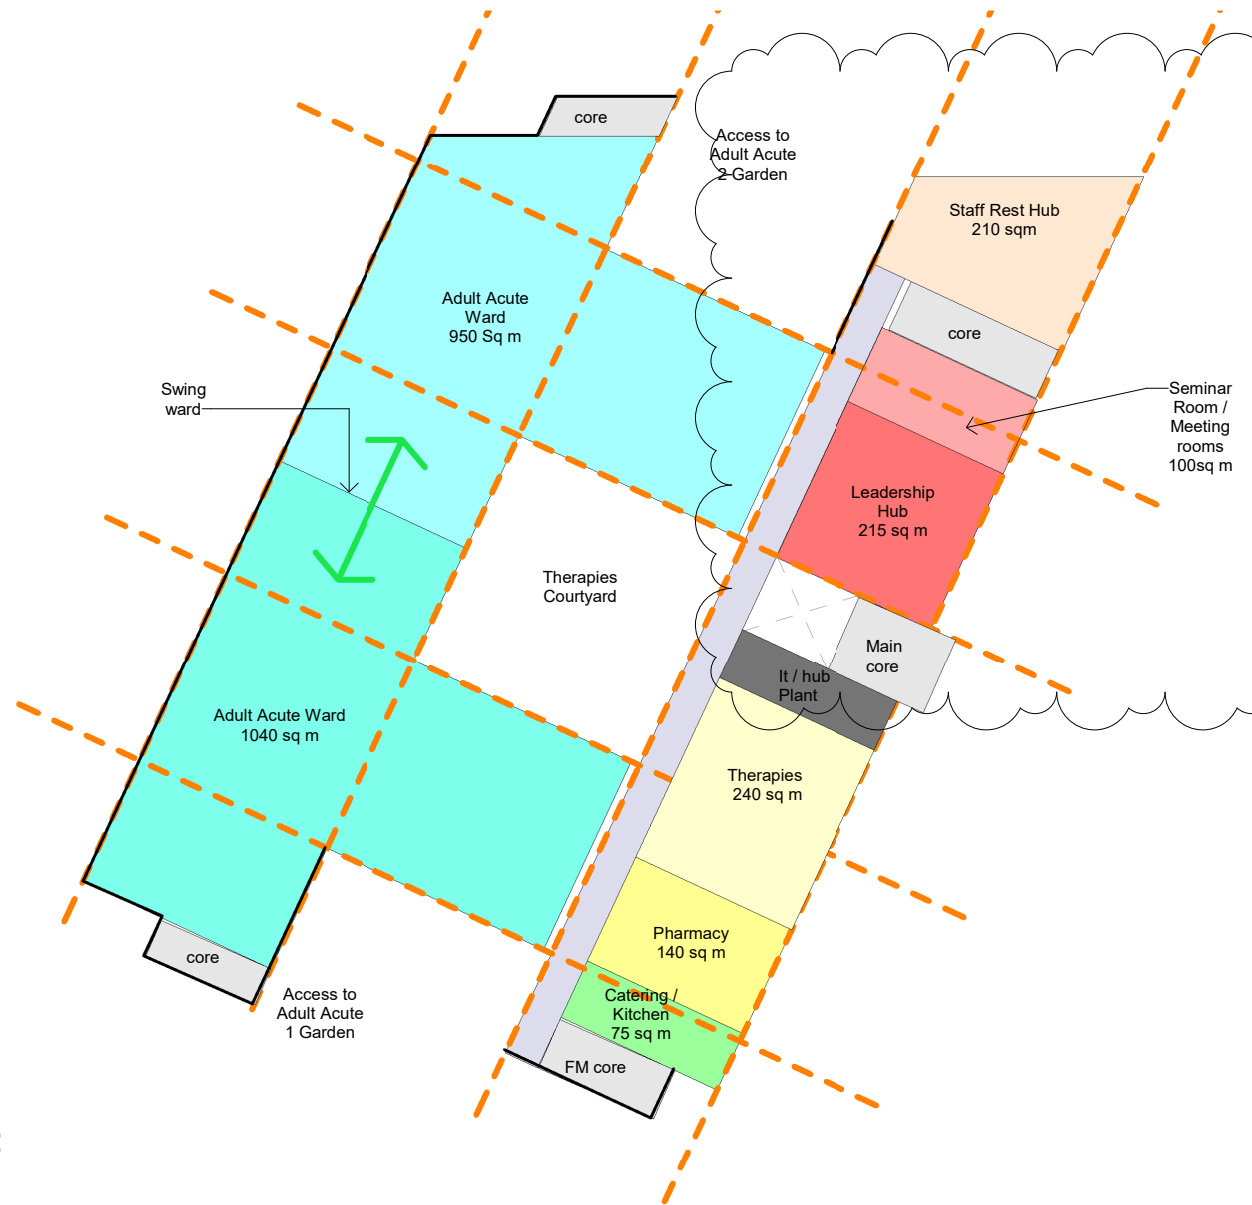 core
Access to
Adult Acute
2 Garden
Staff Rest Hub
210 sqm
Adult Acute
Ward
950 Sq m
core
Swing
ward
Seminar
Room /
Meeting
rooms
100sq m
Leadership
Hub
215 sq m
Therapies
Courtyard
Main
core
It / hub
Plant
Adult Acute Ward
1040 sq m
Therapies
240 sq m
Pharmacy
140 sq m
core
Access to
Adult Acute
1 Garden
Catering /
Kitchen
75 sq m
FM core